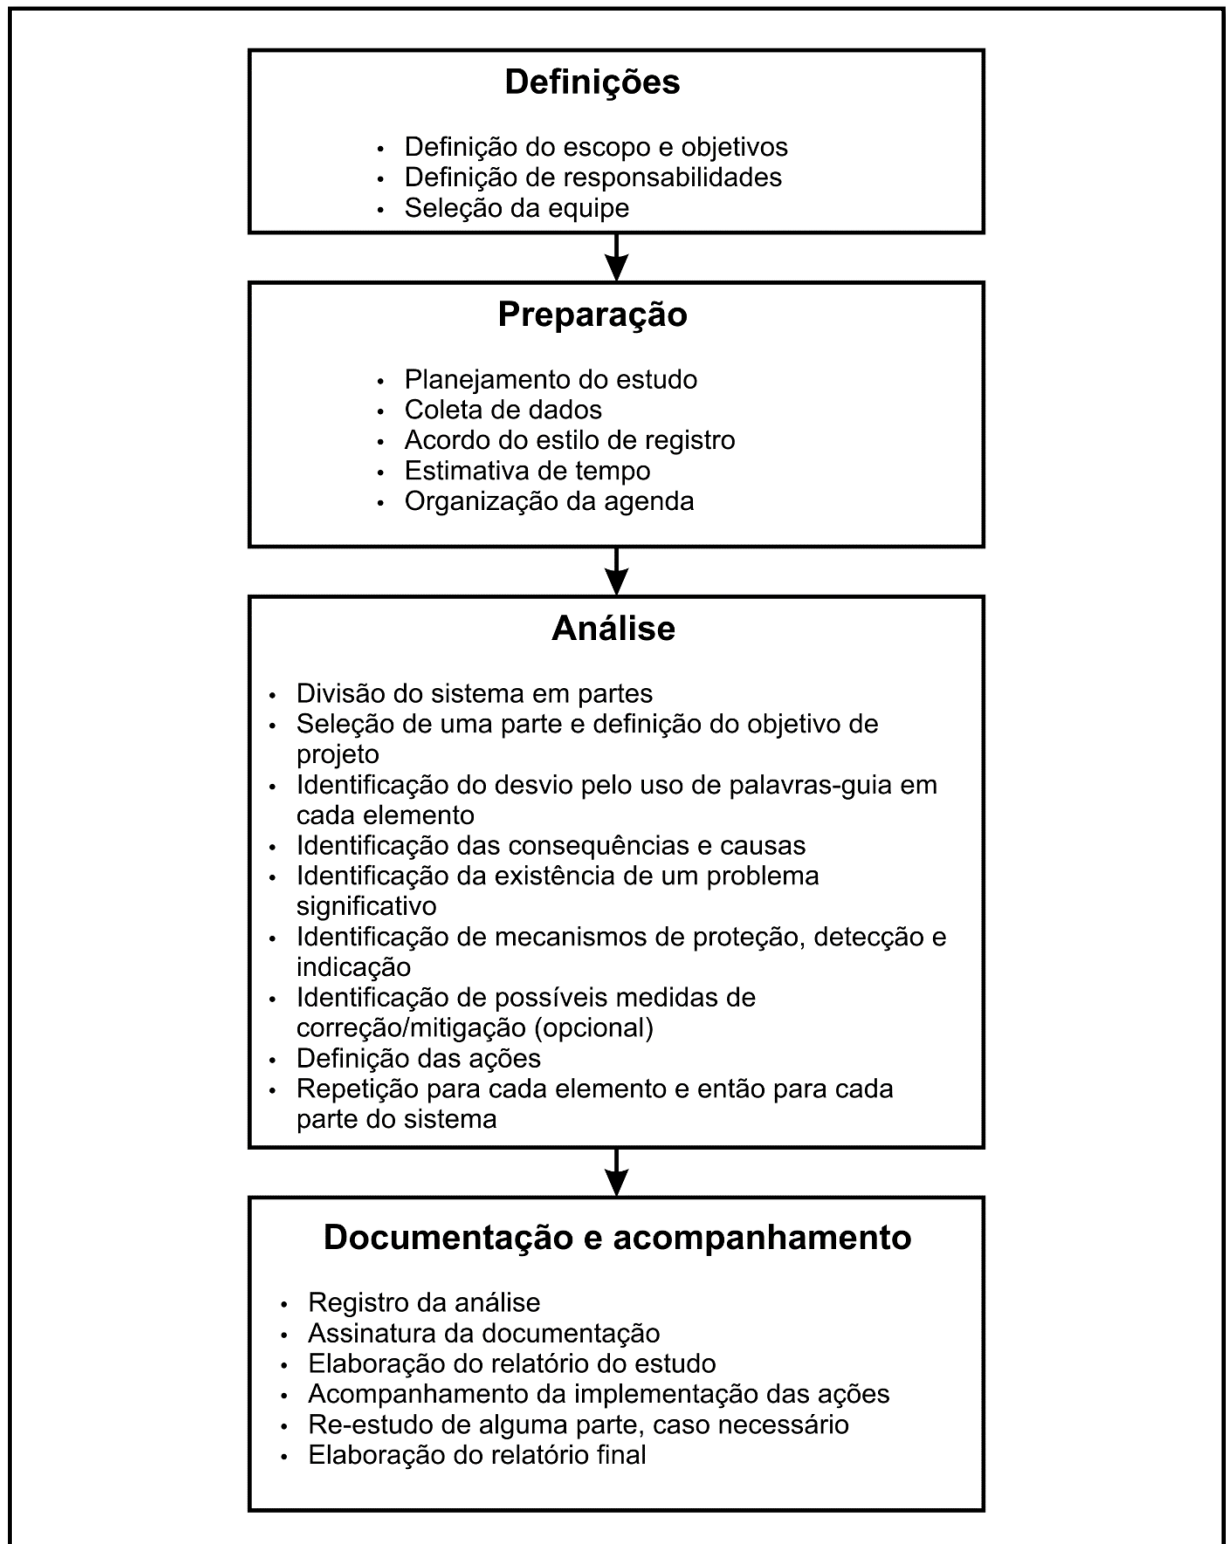 Definições
• Definição do escopo e objetivos
• Definição de responsabilidades
• Seleção da equipe
Preparação
• Planejamento do estudo
• Coleta de dados
• Acordo do estilo de registro
• Estimativa de tempo
• Organização da agenda
Análise
• Divisão do sistema em partes
• Seleção de uma parte e definição do objetivo de
projeto
• Identificação do desvio pelo uso de palavras-guia em
cada elemento
• Identificação das consequências e causas
• Identificação da existência de um problema
significativo
• Identificação de mecanismos de proteção, detecção e
indicação
• Identificação de possíveis medidas de
correção/mitigação (opcional)
• Definição das ações
• Repetição para cada elemento e então para cada
parte do sistema
Documentação e acompanhamento
• Registro da análise
• Assinatura da documentação
• Elaboração do relatório do estudo
• Acompanhamento da implementação das ações
• Re-estudo de alguma parte, caso necessário
• Elaboração do relatório final